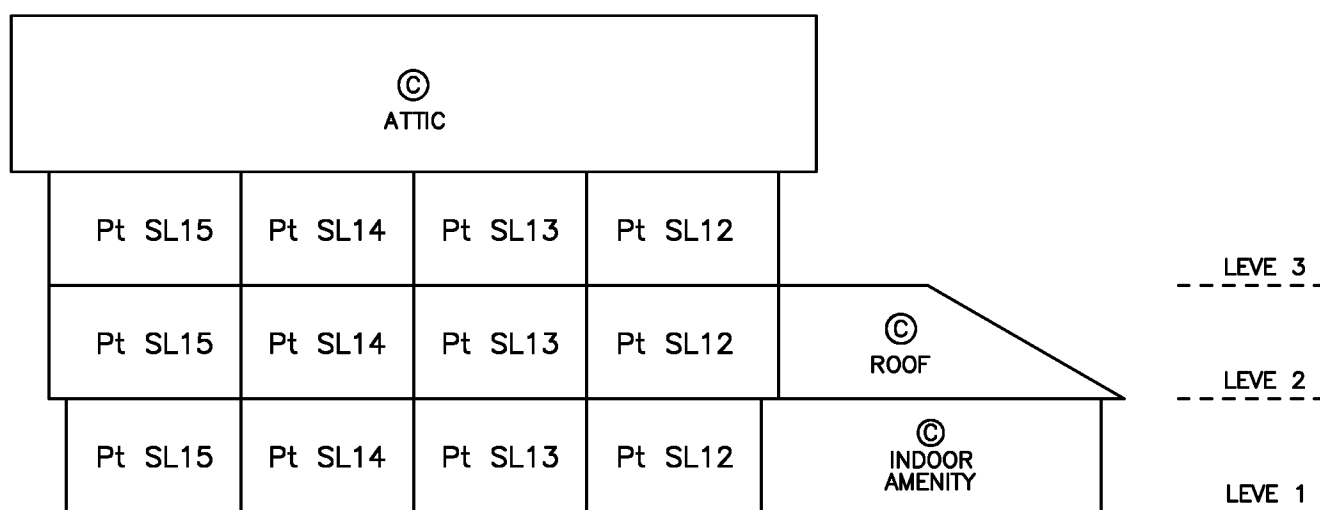 ©
ATTIC
Pt SL15 Pt SL14 Pt SL13 Pt SL12
LEVE 3
Pt SL15 Pt SL14 Pt SL13 Pt SL12
©
ROOF
LEVE 2
Pt SL15 Pt SL14 Pt SL13 Pt SL12
©
INDOOR
AMENITY
LEVE 1